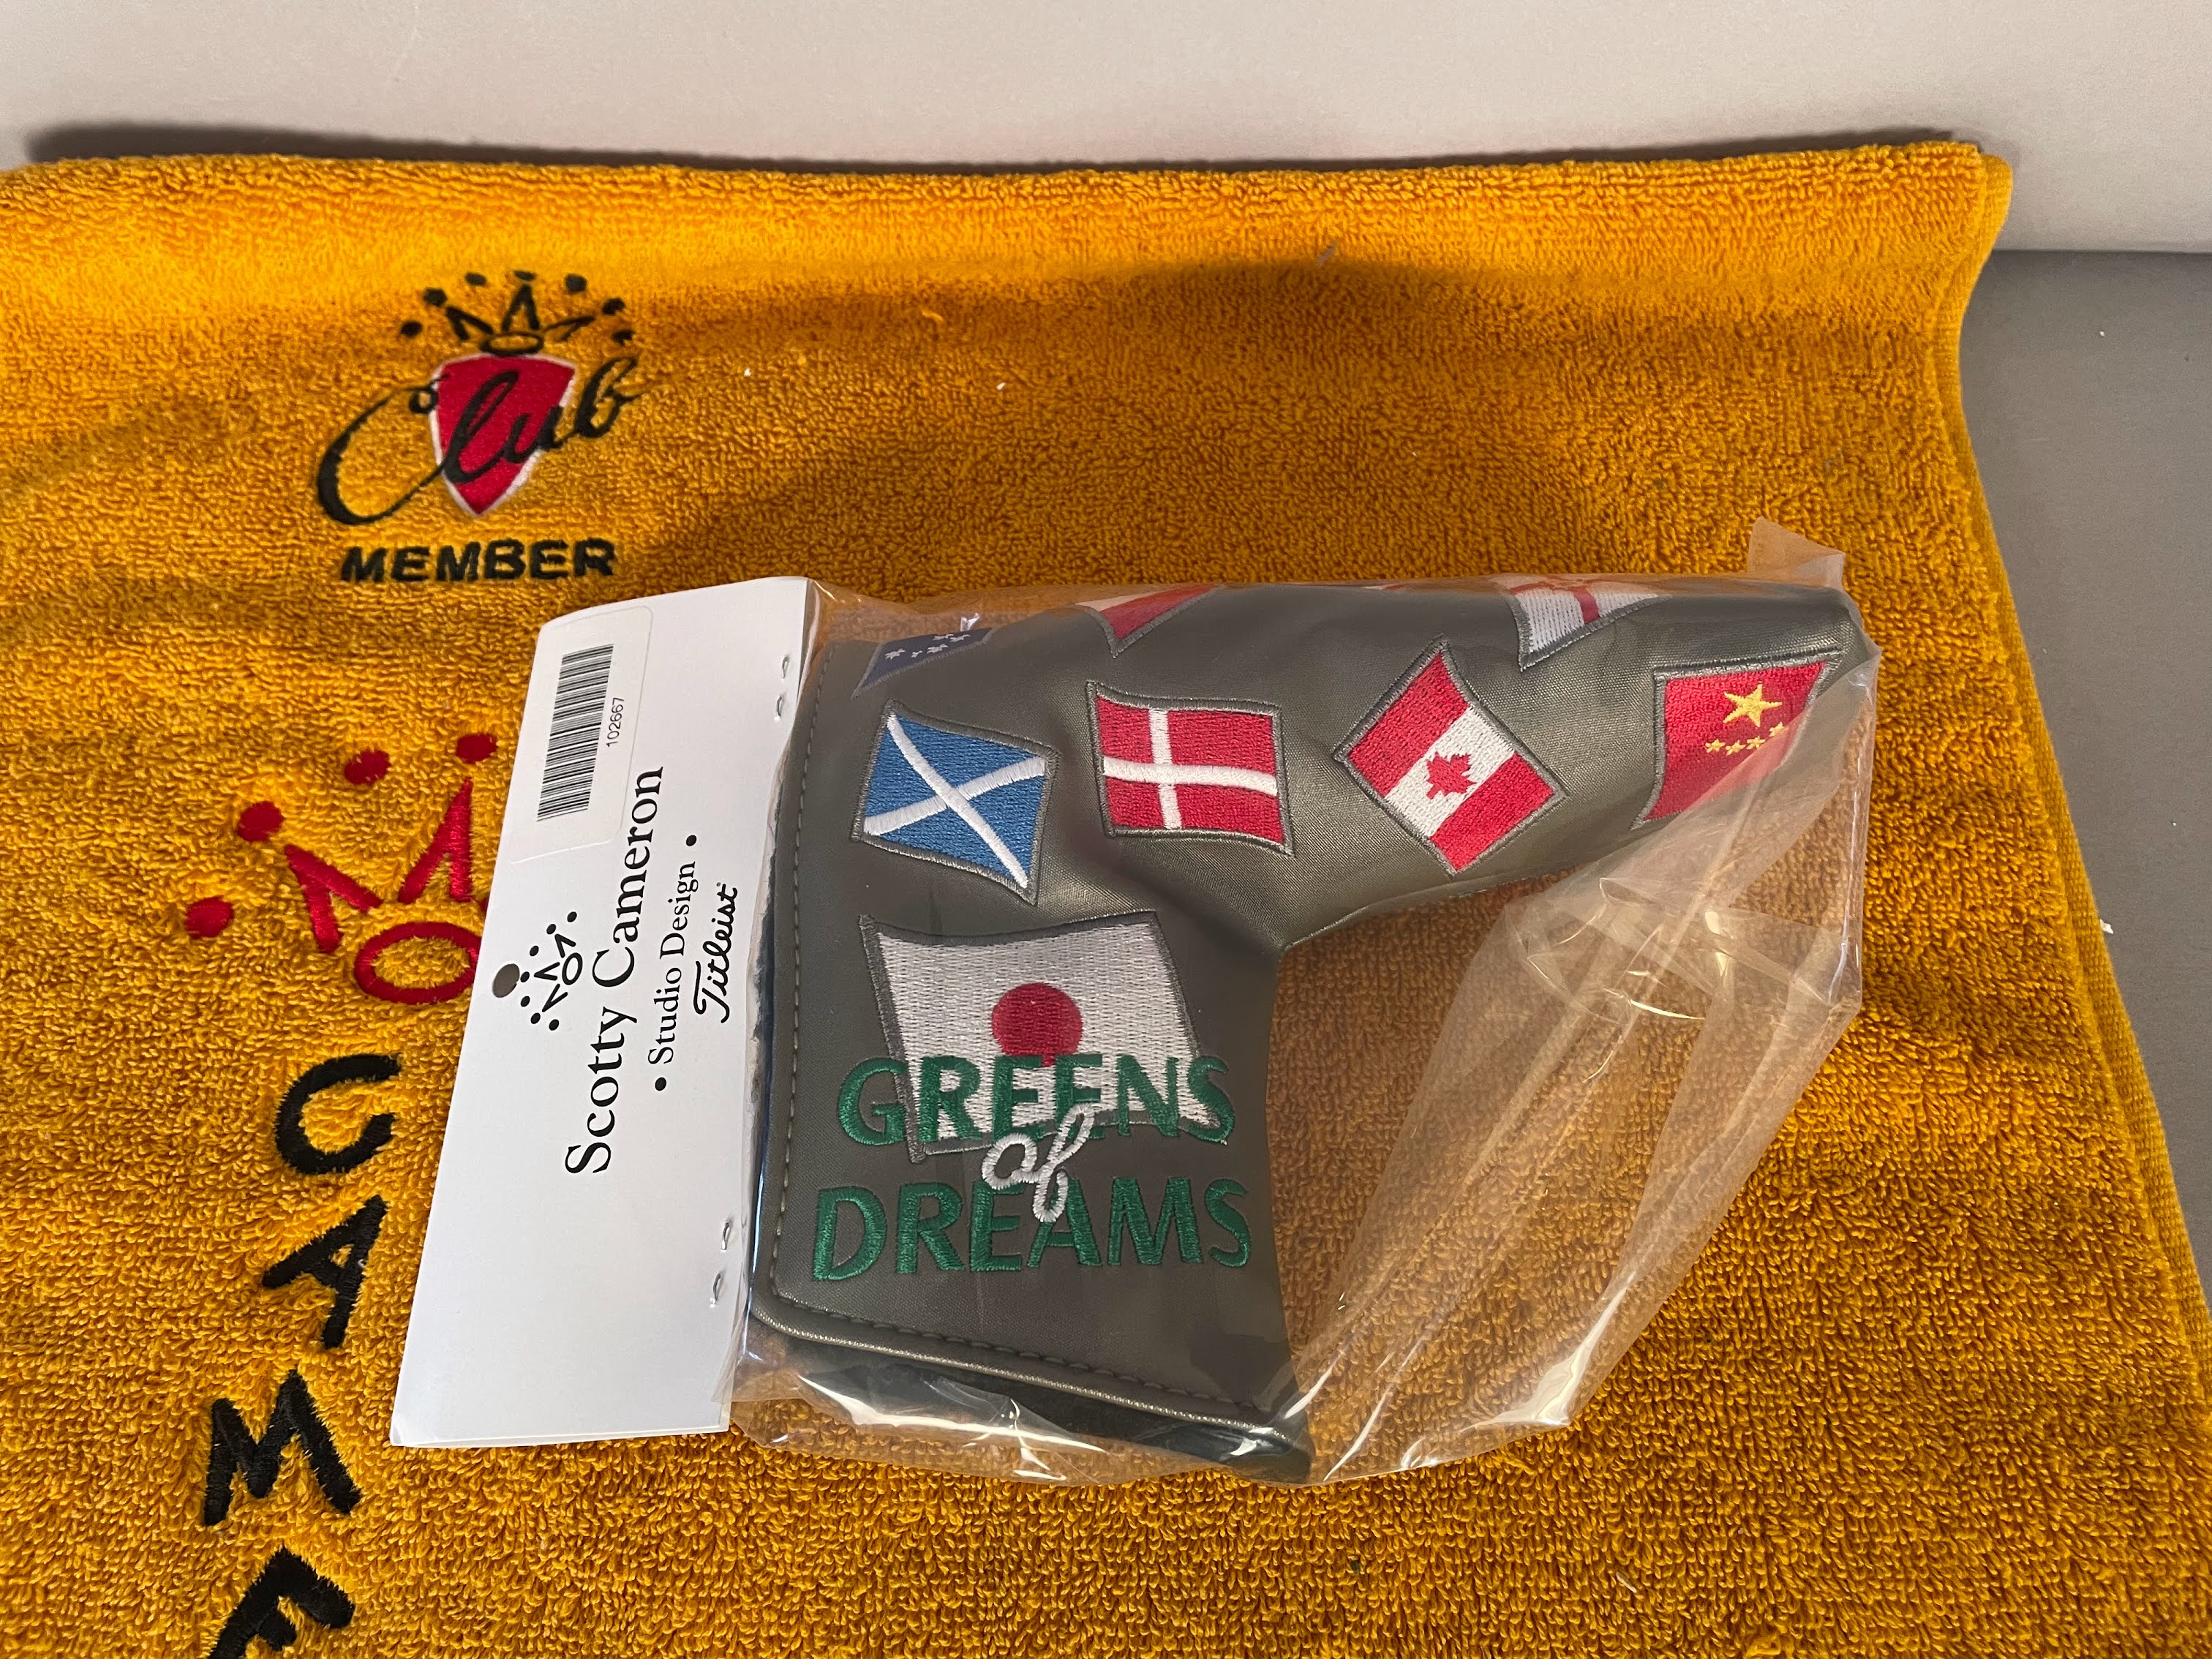 Club
MEMBER
CAME
102667
Scotty Cameron
• Studio Design •
Titleist
GREENS
of
DREAMS